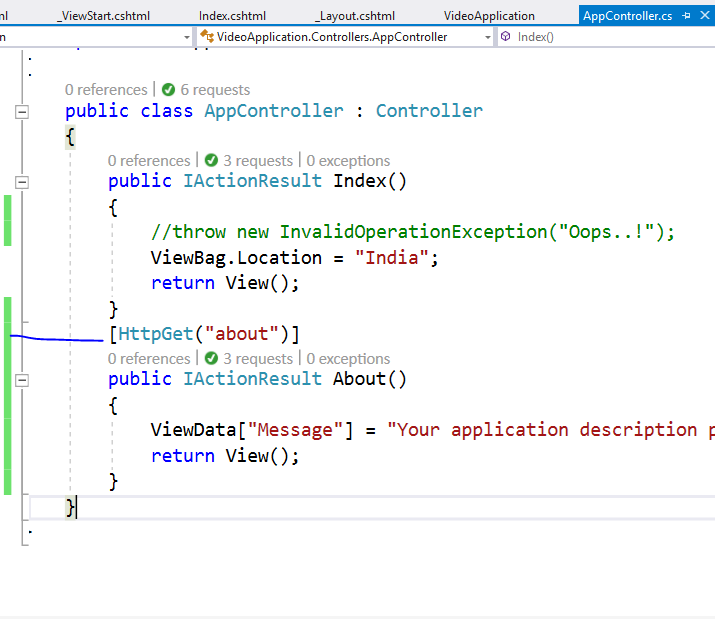 _ViewStart.cshtml Index.cshtml _Layout.cshtml VideoApplication AppController.cs
VideoApplication.Controllers.AppController Index()
0 references | 6 requests
public class AppController : Controller
{
0 references | 3 requests | 0 exceptions
public IActionResult Index()
{
//throw new InvalidOperationException("Oops..!");
ViewBag.Location = "India";
return View();
}
[HttpGet("about")]
0 references | 3 requests | 0 exceptions
public IActionResult About()
{
ViewData["Message"] = "Your application description p
return View();
}
}